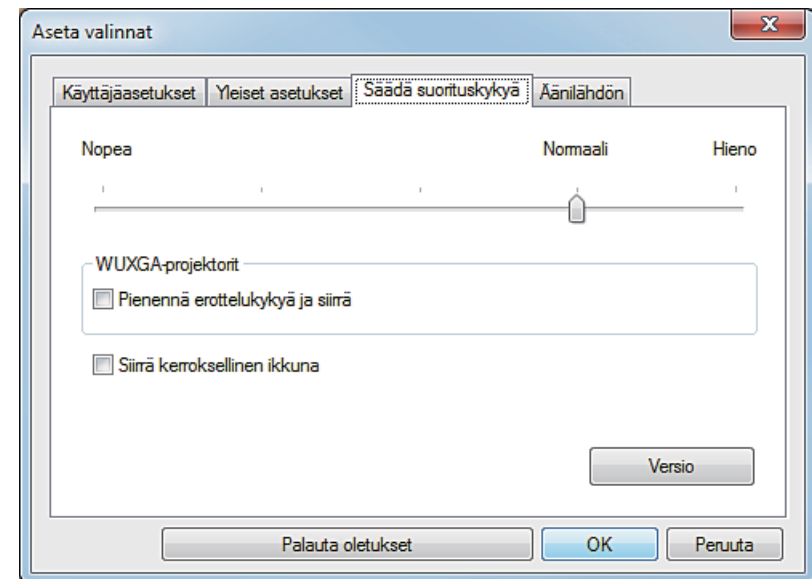 Aseta valinnat
Käyttäjäasetukset Yleiset asetukset Säädä suorituskykyä Äänilähdön
Nopea Normaali Hieno
WUXGA-projektorit
Pienennä erottelukykyä ja siirrä
Siirrä kerroksellinen ikkuna
Versio
Palauta oletukset OK Peruuta